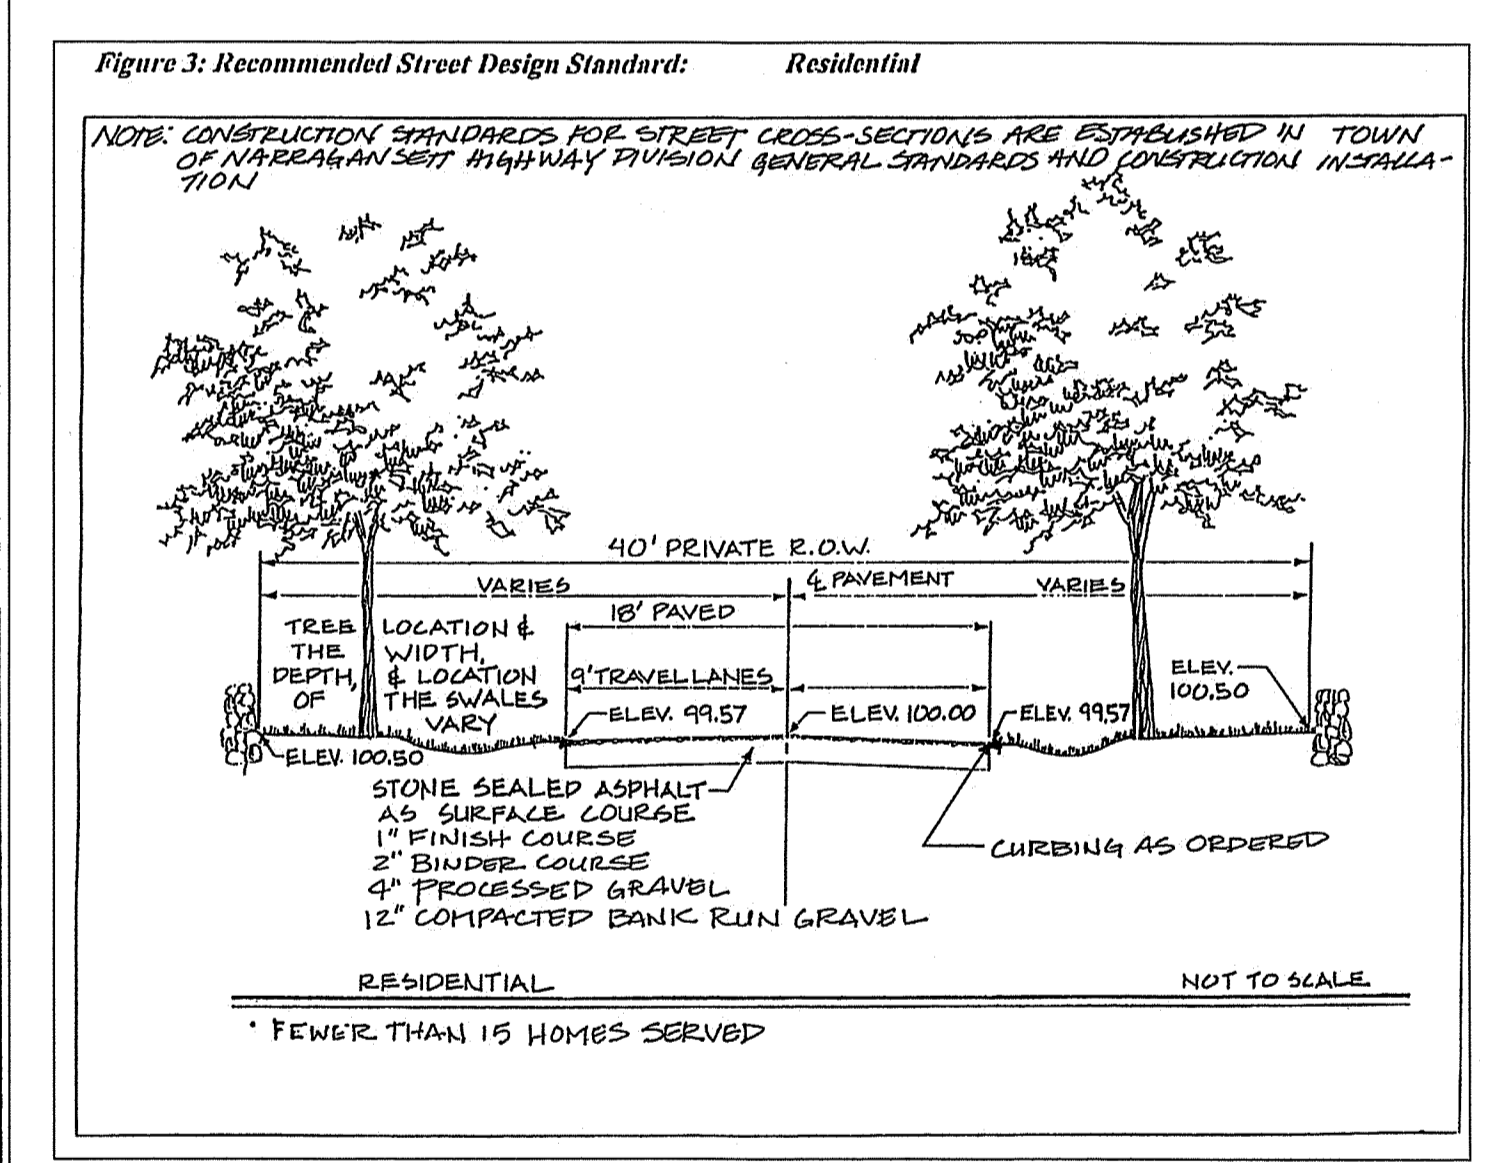 Figure 3: Recommended Street Design Standard: Residential
NOTE: CONSTRUCTION STANDARDS FOR STREET CROSS-SECTIONS ARE ESTABLISHED IN TOWN
OF NARRAGANSETT HIGHWAY DIVISION GENERAL STANDARDS AND CONSTRUCTION INSTALLA-
TION
40' PRIVATE R.O.W.
VARIES
℄ PAVEMENT
VARIES
18' PAVED
TREE LOCATION &
THE WIDTH,
DEPTH, & LOCATION
OF THE SWALES
VARY
9' TRAVEL LANES
ELEV.
100.50
ELEV. 99.57
ELEV. 100.00
ELEV. 99.57
ELEV. 100.50
STONE SEALED ASPHALT
AS SURFACE COURSE
1" FINISH COURSE
2" BINDER COURSE
4" PROCESSED GRAVEL
12" COMPACTED BANK RUN GRAVEL
CURBING AS ORDERED
RESIDENTIAL
NOT TO SCALE
• FEWER THAN 15 HOMES SERVED